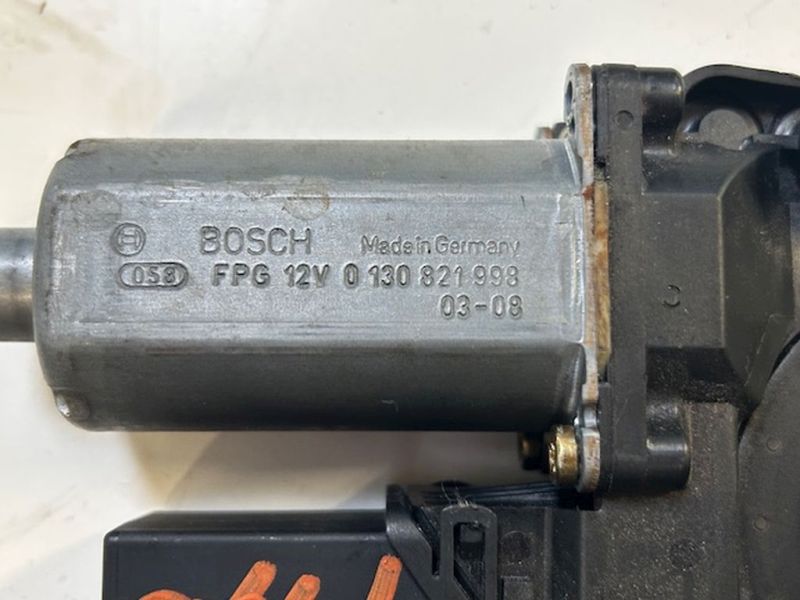 BOSCH Made in Germany
058 FPG 12V 0 130 821 998
03-08